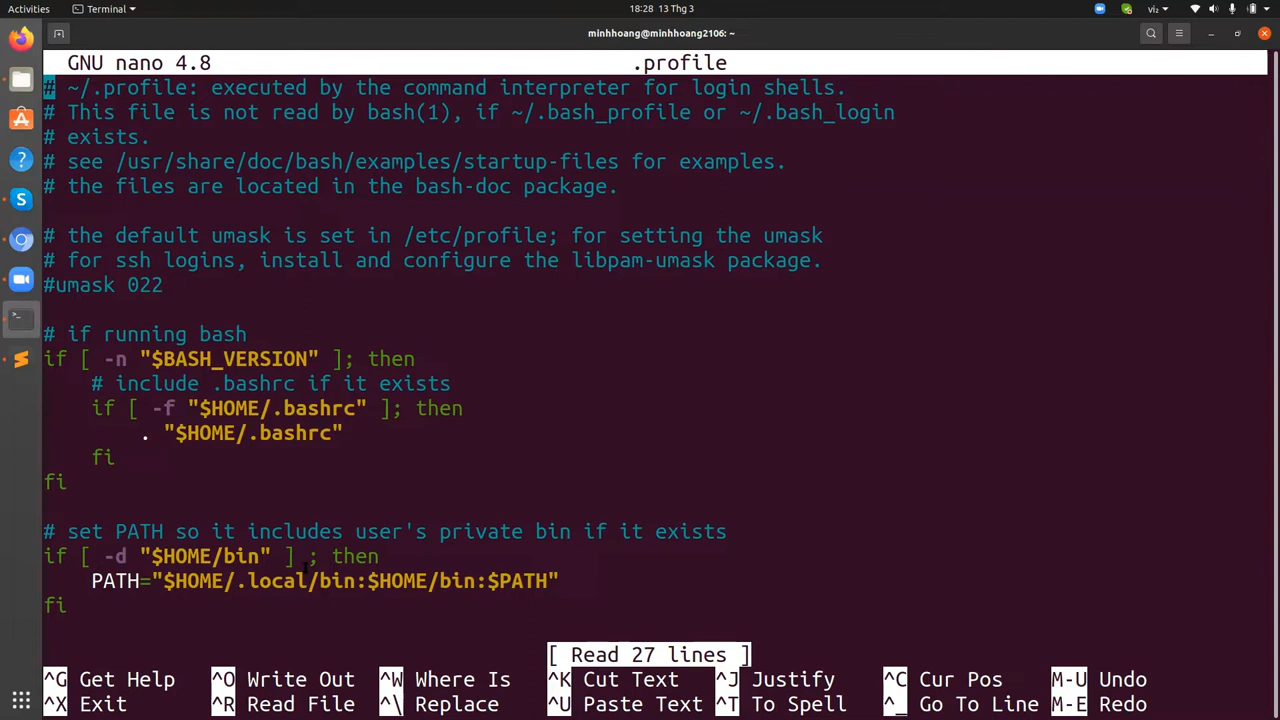 Activities Terminal 18:28 13 Thg 3 vi2
minhhoang@minhhoang2106: ~
GNU nano 4.8 .profile
# ~/.profile: executed by the command interpreter for login shells.
# This file is not read by bash(1), if ~/.bash_profile or ~/.bash_login
# exists.
# see /usr/share/doc/bash/examples/startup-files for examples.
# the files are located in the bash-doc package.
# the default umask is set in /etc/profile; for setting the umask
# for ssh logins, install and configure the libpam-umask package.
#umask 022
# if running bash
if [ -n "$BASH_VERSION" ]; then
# include .bashrc if it exists
if [ -f "$HOME/.bashrc" ]; then
. "$HOME/.bashrc"
fi
fi
# set PATH so it includes user's private bin if it exists
if [ -d "$HOME/bin" ] ; then
PATH="$HOME/.local/bin:$HOME/bin:$PATH"
fi
[ Read 27 lines ]
^G Get Help ^O Write Out ^W Where Is ^K Cut Text ^J Justify ^C Cur Pos M-U Undo
^X Exit ^R Read File ^\ Replace ^U Paste Text ^T To Spell ^_ Go To Line M-E Redo